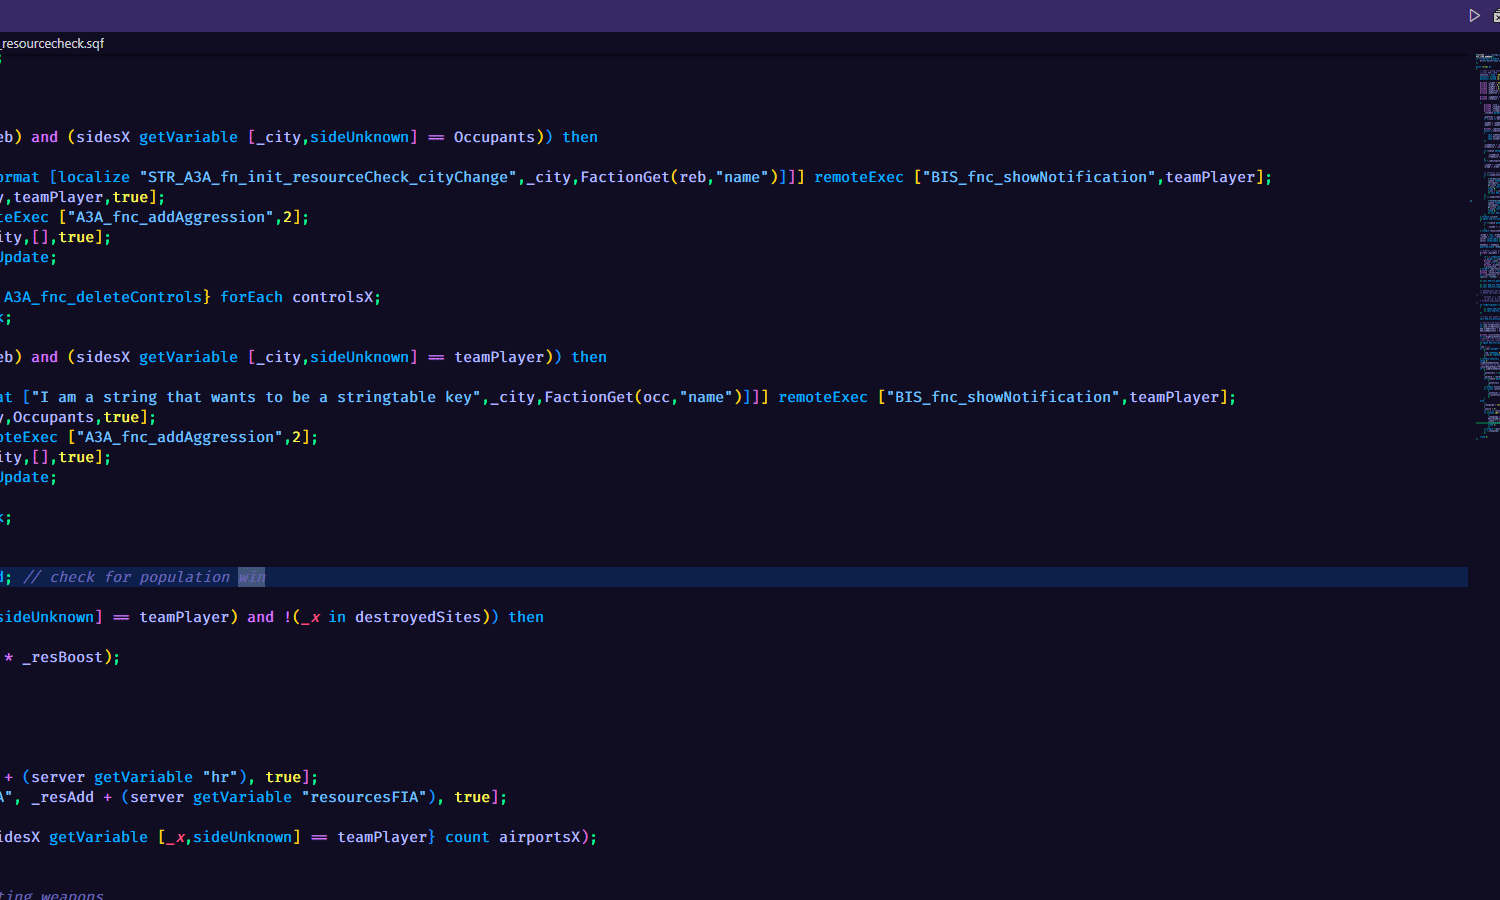 _resourcecheck.sqf
;
eb) and (sidesX getVariable [_city,sideUnknown] == Occupants)) then
ormat [localize "STR_A3A_fn_init_resourceCheck_cityChange",_city,FactionGet(reb,"name")]]] remoteExec ["BIS_fnc_showNotification",teamPlayer];
y,teamPlayer,true];
teExec ["A3A_fnc_addAggression",2];
ity,[],true];
Update;
A3A_fnc_deleteControls} forEach controlsX;
k;
eb) and (sidesX getVariable [_city,sideUnknown] == teamPlayer)) then
at ["I am a string that wants to be a stringtable key",_city,FactionGet(occ,"name")]]] remoteExec ["BIS_fnc_showNotification",teamPlayer];
y,Occupants,true];
oteExec ["A3A_fnc_addAggression",2];
ity,[],true];
Update;
k;
d; // check for population win
sideUnknown] == teamPlayer) and !(_x in destroyedSites)) then
* _resBoost);
+ (server getVariable "hr"), true];
A", _resAdd + (server getVariable "resourcesFIA"), true];
idesX getVariable [_x,sideUnknown] == teamPlayer} count airportsX);
ting weapons